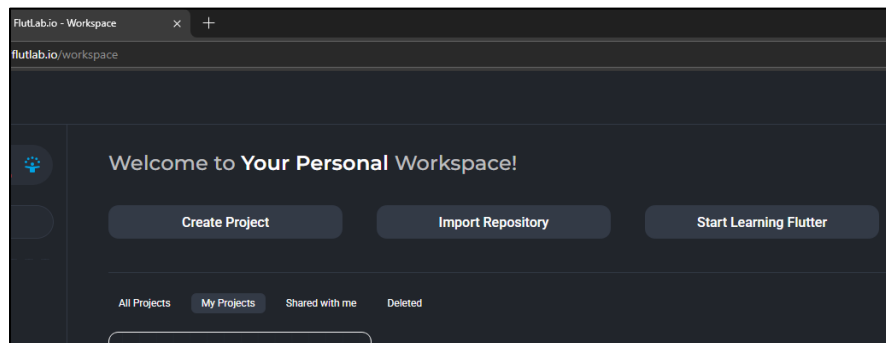 FlutLab.io - Workspace
flutlab.io/workspace
Welcome to Your Personal Workspace!
Create Project Import Repository Start Learning Flutter
All Projects My Projects Shared with me Deleted